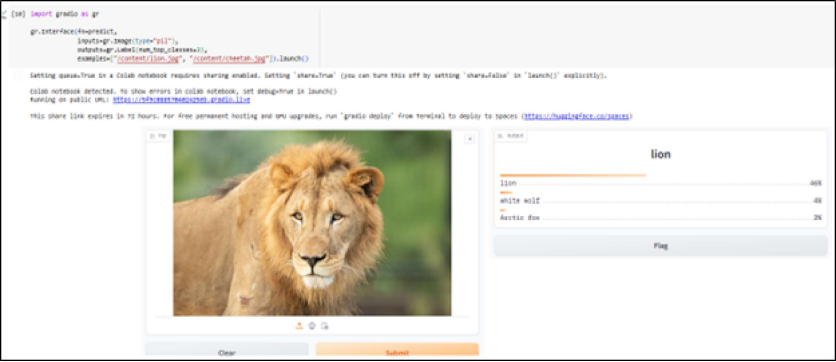 import gradio as gr
gr.Interface(fn=predict,
inputs=gr.Image(type="pil"),
outputs=gr.Label(num_top_classes=3),
examples=["/content/lion.jpg", "/content/cheetah.jpg"]).launch()
Setting queue=True in a Colab notebook requires sharing enabled. Setting `share=True` (you can turn this off by setting `share=False` in `launch()` explicitly).
Colab notebook detected. To show errors in colab notebook, set debug=True in launch()
Running on public URL:
This share link expires in 72 hours. For free permanent hosting and GPU upgrades, run `gradio deploy` from Terminal to deploy to Spaces (https://huggingface.co/spaces)
output
lion
lion 46%
white wolf 4%
Arctic fox 2%
Flag
Clear
Submit